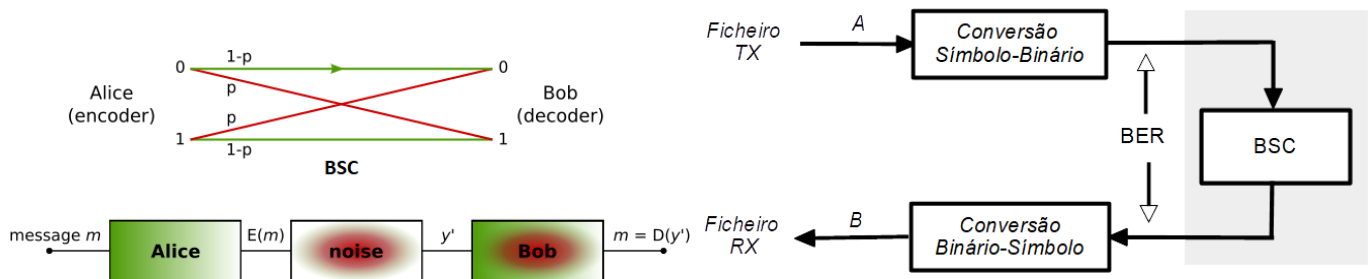 1-p
0 0
p
Alice Bob
(encoder) (decoder)
p
1 1
1-p
BSC
message m
Alice
E(m)
noise
y'
Bob
m = D(y')
Ficheiro
TX
A
Conversão
Símbolo-Binário
BER
BSC
Ficheiro
RX
B
Conversão
Binário-Símbolo